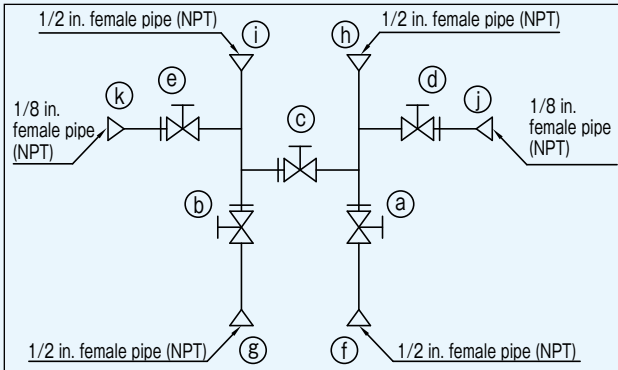 1/2 in. female pipe (NPT)
i
h
1/2 in. female pipe (NPT)
e
d
k
j
1/8 in.
female pipe
(NPT)
1/8 in.
female pipe
(NPT)
c
b
a
1/2 in. female pipe (NPT)
g
f
1/2 in. female pipe (NPT)